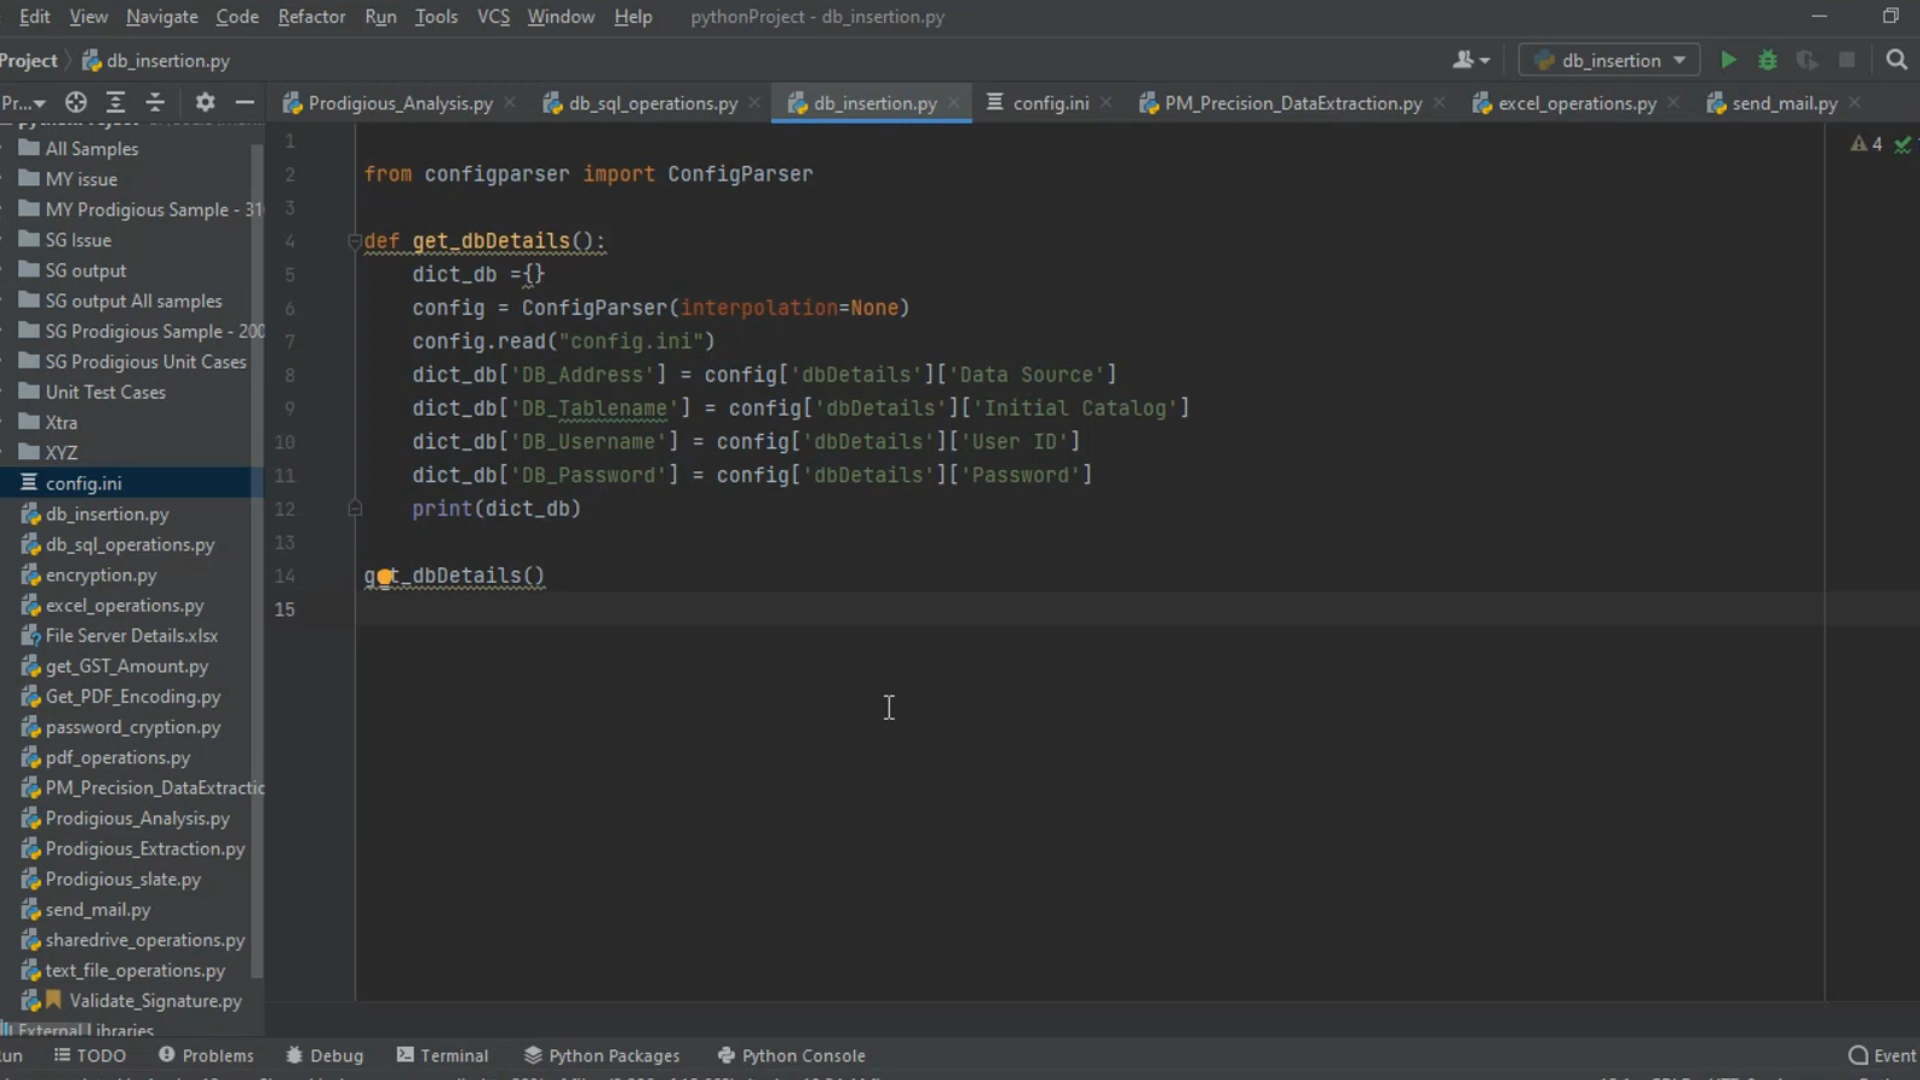 Edit View Navigate Code Refactor Run Tools VCS Window Help pythonProject - db_insertion.py
Project db_insertion.py db_insertion
Pr... Prodigious_Analysis.py db_sql_operations.py db_insertion.py config.ini PM_Precision_DataExtraction.py excel_operations.py send_mail.py
All Samples
MY issue
MY Prodigious Sample - 31
SG Issue
SG output
SG output All samples
SG Prodigious Sample - 200
SG Prodigious Unit Cases
Unit Test Cases
Xtra
XYZ
config.ini
db_insertion.py
db_sql_operations.py
encryption.py
excel_operations.py
File Server Details.xlsx
get_GST_Amount.py
Get_PDF_Encoding.py
password_cryption.py
pdf_operations.py
PM_Precision_DataExtractic
Prodigious_Analysis.py
Prodigious_Extraction.py
Prodigious_slate.py
send_mail.py
sharedrive_operations.py
text_file_operations.py
Validate_Signature.py
External Libraries
1
2 from configparser import ConfigParser
3
4 def get_dbDetails():
5 dict_db ={}
6 config = ConfigParser(interpolation=None)
7 config.read("config.ini")
8 dict_db['DB_Address'] = config['dbDetails']['Data Source']
9 dict_db['DB_Tablename'] = config['dbDetails']['Initial Catalog']
10 dict_db['DB_Username'] = config['dbDetails']['User ID']
11 dict_db['DB_Password'] = config['dbDetails']['Password']
12 print(dict_db)
13
14 get_dbDetails()
15
4
un TODO Problems Debug Terminal Python Packages Python Console Event